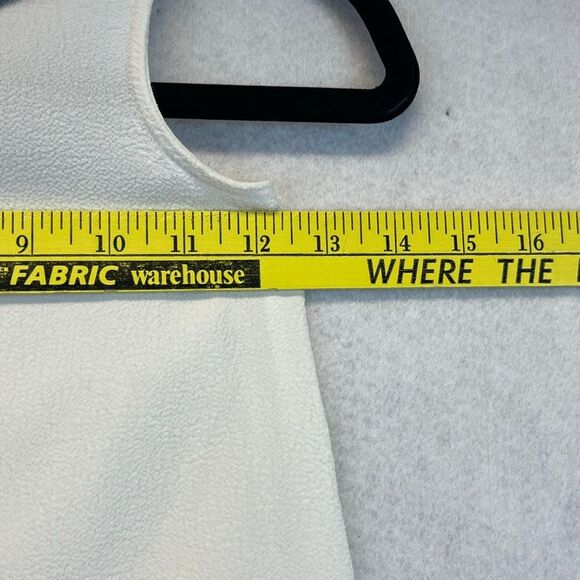 9 10 11 12 13 14 15 16
FABRIC warehouse WHERE THE